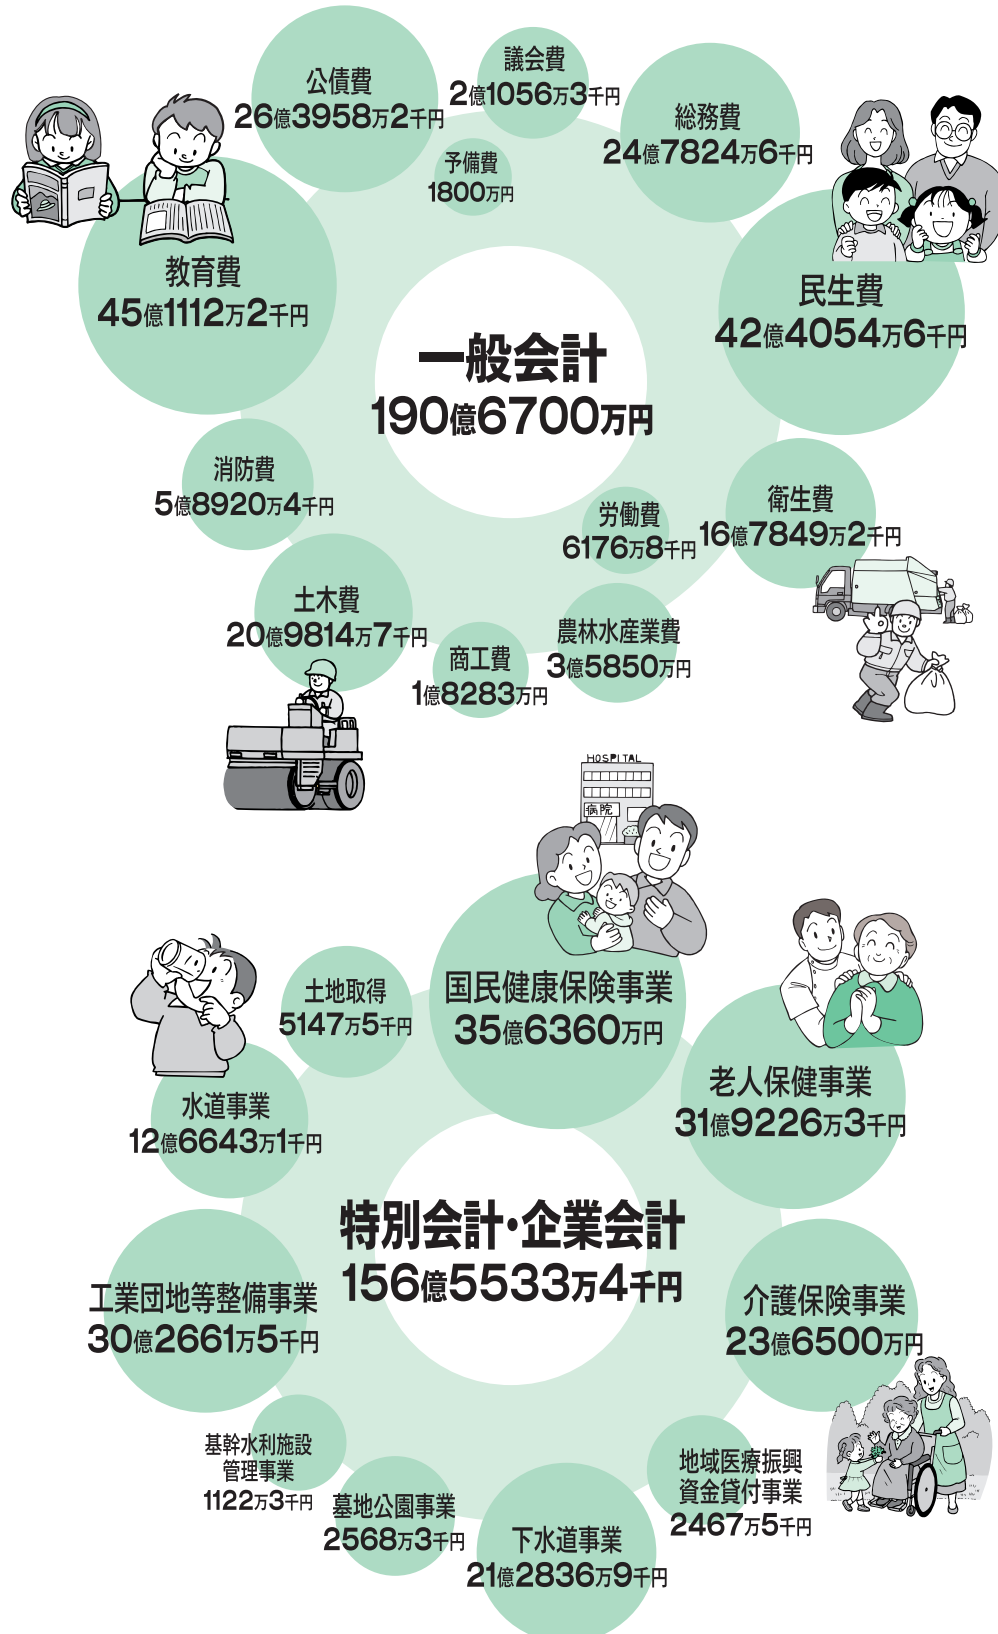 公債費
26億3958万2千円
議会費
2億1056万3千円
総務費
24億7824万6千円
予備費
1800万円
教育費
45億1112万2千円
民生費
42億4054万6千円
一般会計
190億6700万円
消防費
5億8920万4千円
労働費
6176万8千円
衛生費
16億7849万2千円
土木費
20億9814万7千円
商工費
1億8283万円
農林水産業費
3億5850万円
HOSPITAL
病院
国民健康保険事業
35億6360万円
土地取得
5147万5千円
老人保健事業
31億9226万3千円
水道事業
12億6643万1千円
特別会計・企業会計
156億5533万4千円
工業団地等整備事業
30億2661万5千円
介護保険事業
23億6500万円
基幹水利施設
管理事業
1122万3千円
墓地公園事業
2568万3千円
下水道事業
21億2836万9千円
地域医療振興
資金貸付事業
2467万5千円